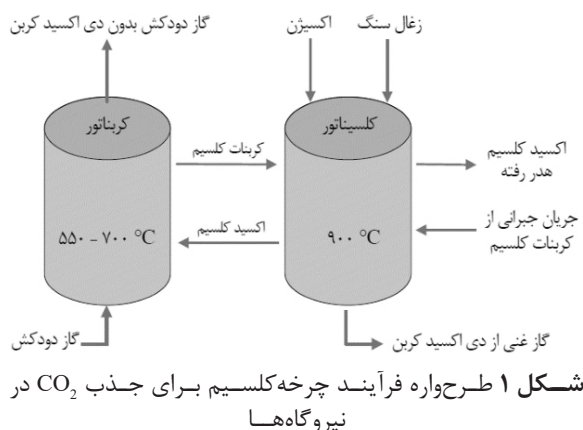 گاز دودکش بدون دی اکسید کربن
اکسیژن
زغال سنگ
کربناتور
کلسیناتور
کربنات کلسیم
اکسید کلسیم
هدر رفته
۵۵۰ – ۷۰۰ °C
اکسید کلسیم
۹۰۰ °C
جریان جبرانی از
کربنات کلسیم
گاز دودکش
گاز غنی از دی اکسید کربن
شکل ۱ طرح‌واره فرآیند چرخه‌کلسیم برای جذب CO₂ در
نیروگاه‌ها